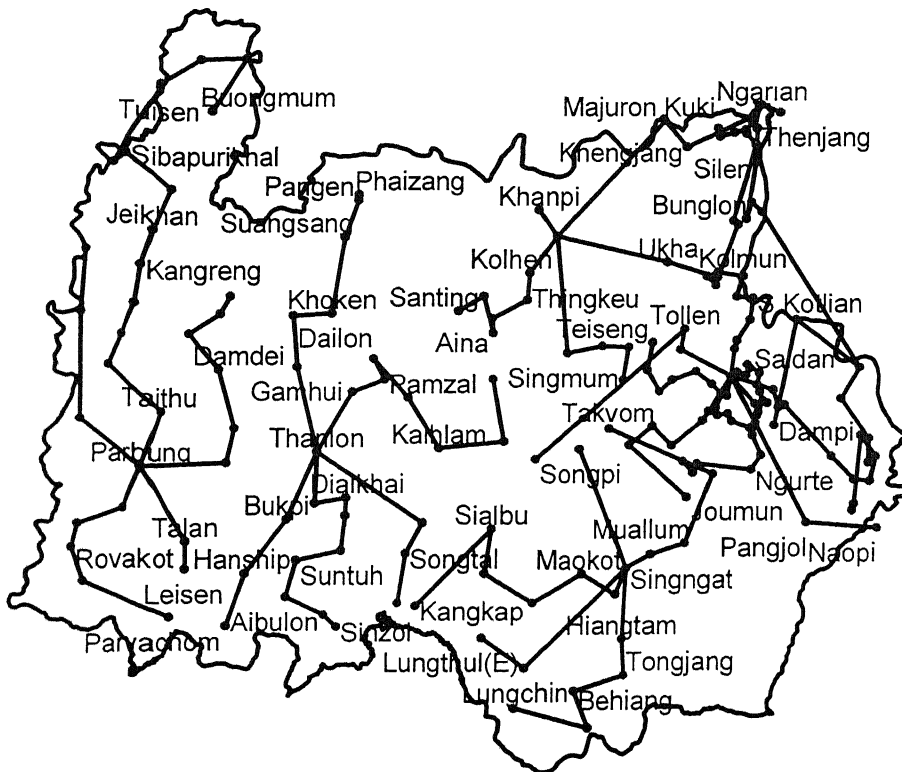 Ngarian
Buongmum
Tuisen
Majuron Kuki
Thenjang
Sibapurikhal
Khengjang
Silen
Pangen
Phaizang
Khanpi
Bunglon
Jeikhan
Suangsang
Ukha
Kolmun
Kangreng
Kolhen
Khoken
Santing
Thingkeu
Tollen
S. Kotlian
Dailon
Aina
Teiseng
Damdei
Saidan
Gamhui
Ramzal
Singmum
Taithu
Takvom
Thanlon
Kaihlam
Dampi
Parbung
Songpi
Ngurte
Dialkhai
Bukpi
Sialbu
Joumun
Talan
Muallum
Pangjol
Naopi
Rovakot
Hanship
Suntuh
Songtal
Maokot
Singngat
Leisen
Kangkap
Aibulon
Sinzol
Hiangtam
Parvachom
Lungthul(E)
Tongjang
Lungchin
Behiang